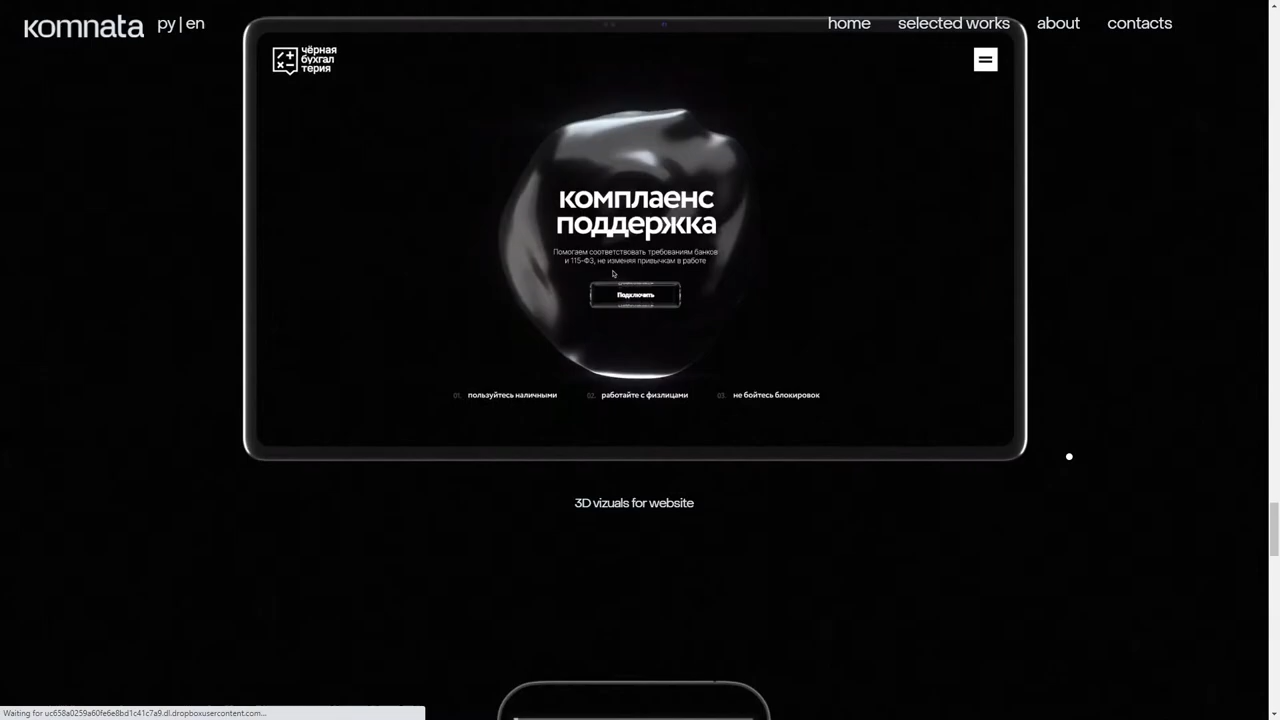 komnata
ру | en
home
selected works
about
contacts
чёрная
бухгал
терия
комплаенс
поддержка
Помогаем соответствовать требованиям банков
и 115-ФЗ, не изменяя привычкам в работе
Подключить
01. пользуйтесь наличными
02. работайте с физлицами
03. не бойтесь блокировок
3D vizuals for website
Waiting for uc658a0259a60fe6e8bd1c41c7a9.dl.dropboxusercontent.com...